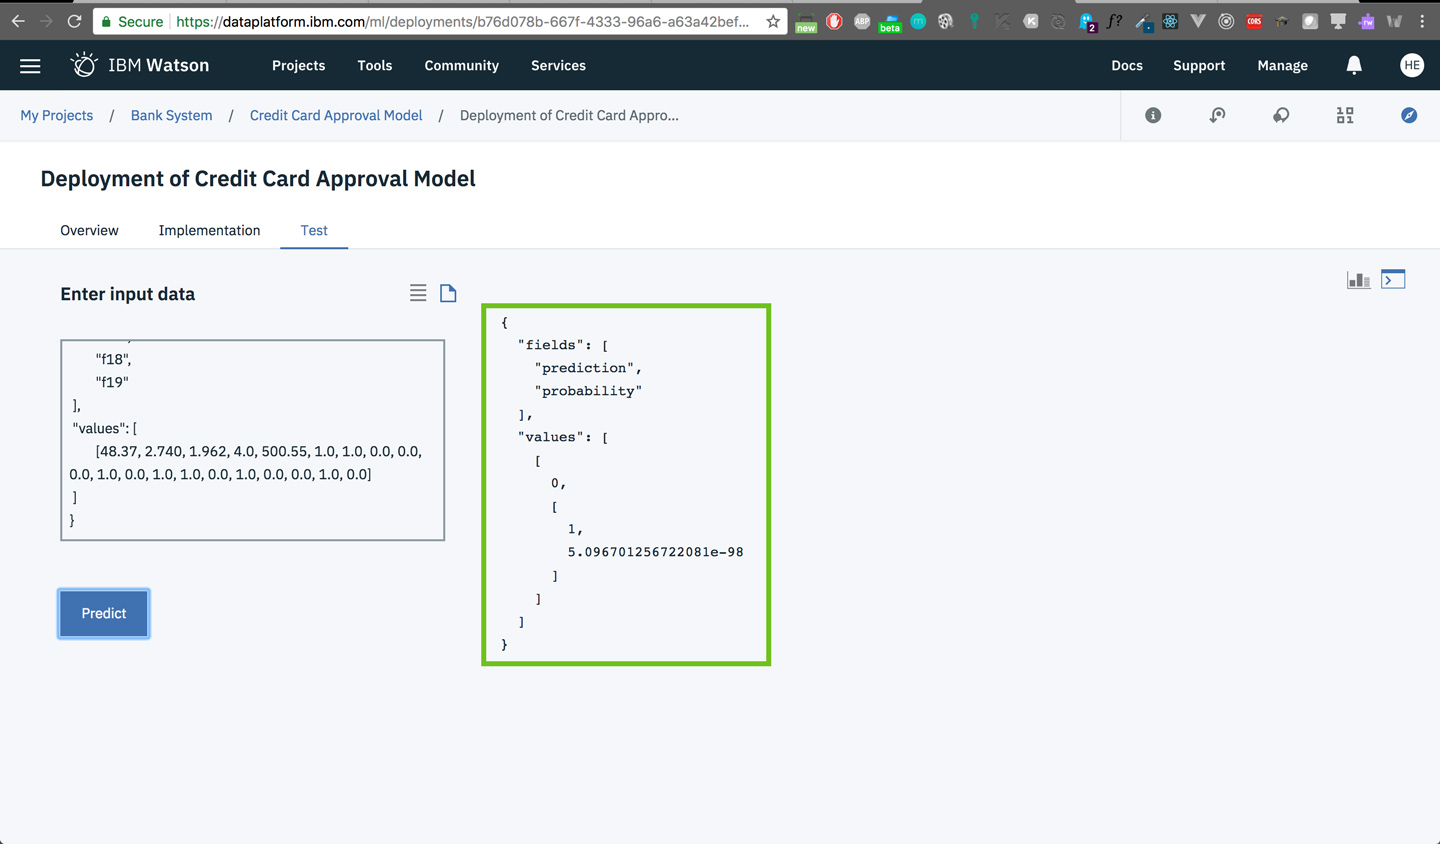 Secure https://dataplatform.ibm.com/ml/deployments/b76d078b-667f-4333-96a6-a63a42bef...
new
ABP
beta
m
K
2
f?
CORS
rw
IBM Watson
Projects
Tools
Community
Services
Docs
Support
Manage
HE
My Projects / Bank System / Credit Card Approval Model / Deployment of Credit Card Appro...
Deployment of Credit Card Approval Model
Overview
Implementation
Test
Enter input data
"f18",
"f19"
],
"values": [
[48.37, 2.740, 1.962, 4.0, 500.55, 1.0, 1.0, 0.0, 0.0,
0.0, 1.0, 0.0, 1.0, 1.0, 0.0, 1.0, 0.0, 0.0, 1.0, 0.0]
]
}
Predict
{
"fields": [
"prediction",
"probability"
],
"values": [
[
0,
[
1,
5.096701256722081e-98
]
]
]
}